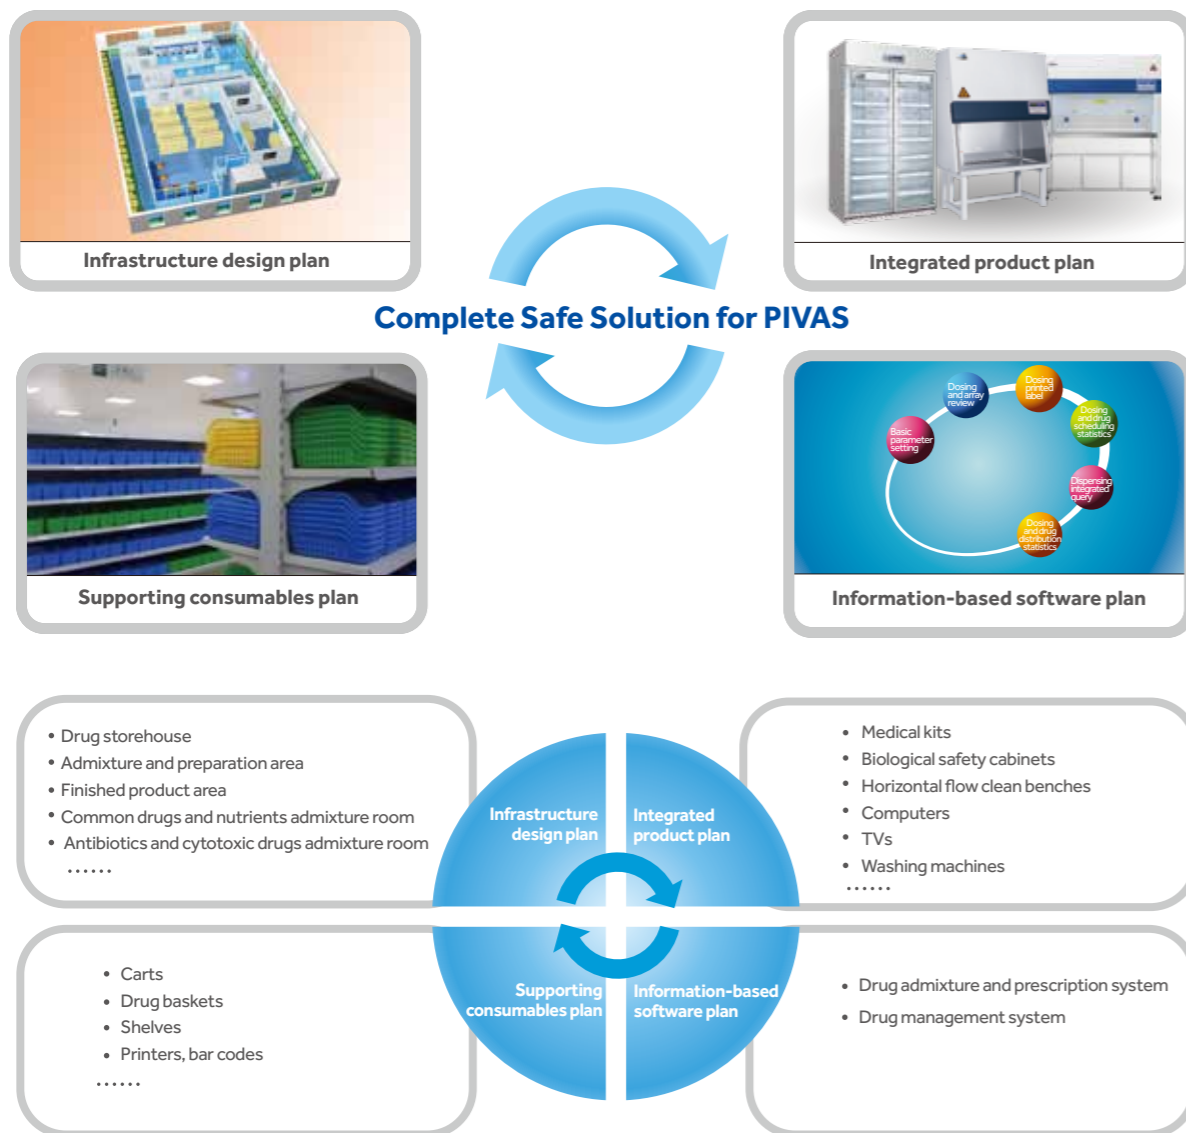 Infrastructure design plan
Integrated product plan
Complete Safe Solution for PIVAS
Supporting consumables plan
Basic
parameter
setting
Dosing
and array
review
Dosing
printed
label
Dosing
and drug
scheduling
statistics
Dispensing
integrated
query
Dosing
and drug
distribution
statistics
Information-based software plan
• Drug storehouse
• Admixture and preparation area
• Finished product area
• Common drugs and nutrients admixture room
• Antibiotics and cytotoxic drugs admixture room
......
Infrastructure
design plan
Integrated
product plan
• Medical kits
• Biological safety cabinets
• Horizontal flow clean benches
• Computers
• TVs
• Washing machines
......
• Carts
• Drug baskets
• Shelves
• Printers, bar codes
......
Supporting
consumables plan
Information-based
software plan
• Drug admixture and prescription system
• Drug management system